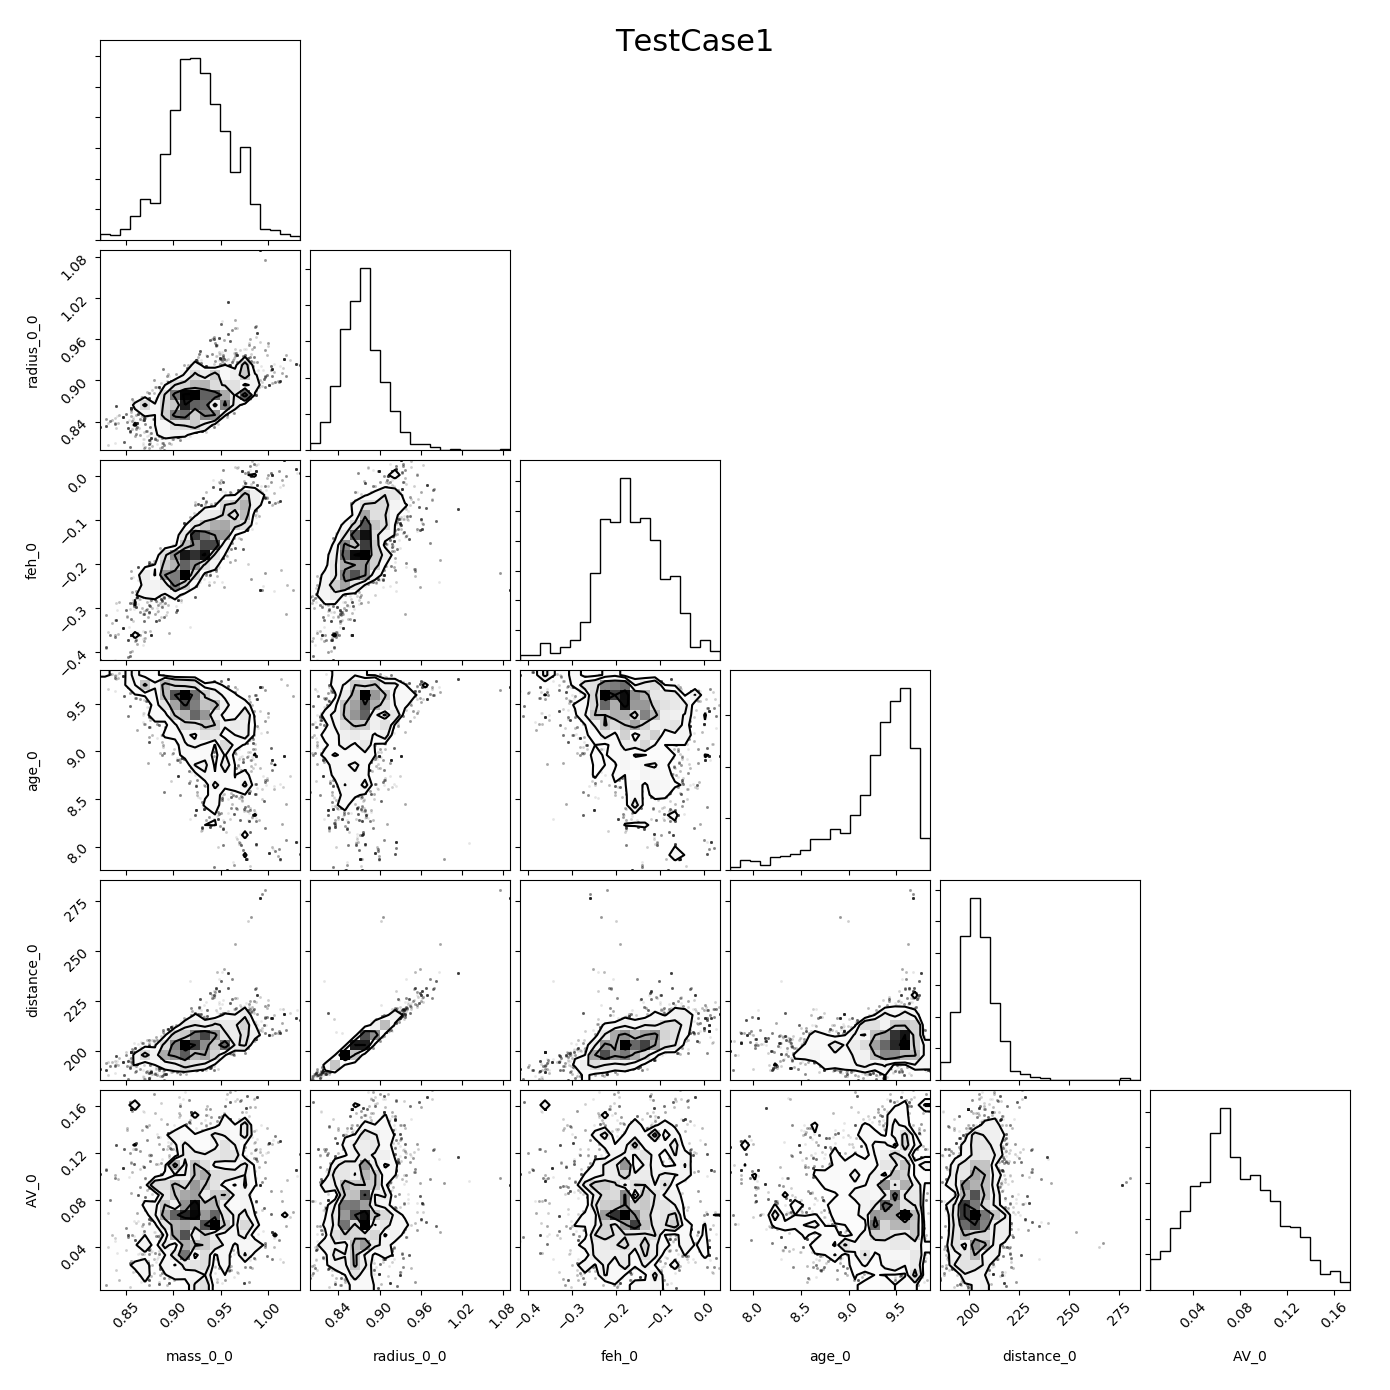 TestCase1
radius_0_0
1.08
1.02
0.96
0.90
0.84
feh_0
0.0
−0.1
−0.2
−0.3
−0.4
age_0
9.5
9.0
8.5
8.0
distance_0
275
250
225
200
AV_0
0.16
0.12
0.08
0.04
0.85 0.90 0.95 1.00 0.84 0.90 0.96 1.02 1.08 −0.4 −0.3 −0.2 −0.1 0.0 8.0 8.5 9.0 9.5 200 225 250 275 0.04 0.08 0.12 0.16
mass_0_0 radius_0_0 feh_0 age_0 distance_0 AV_0